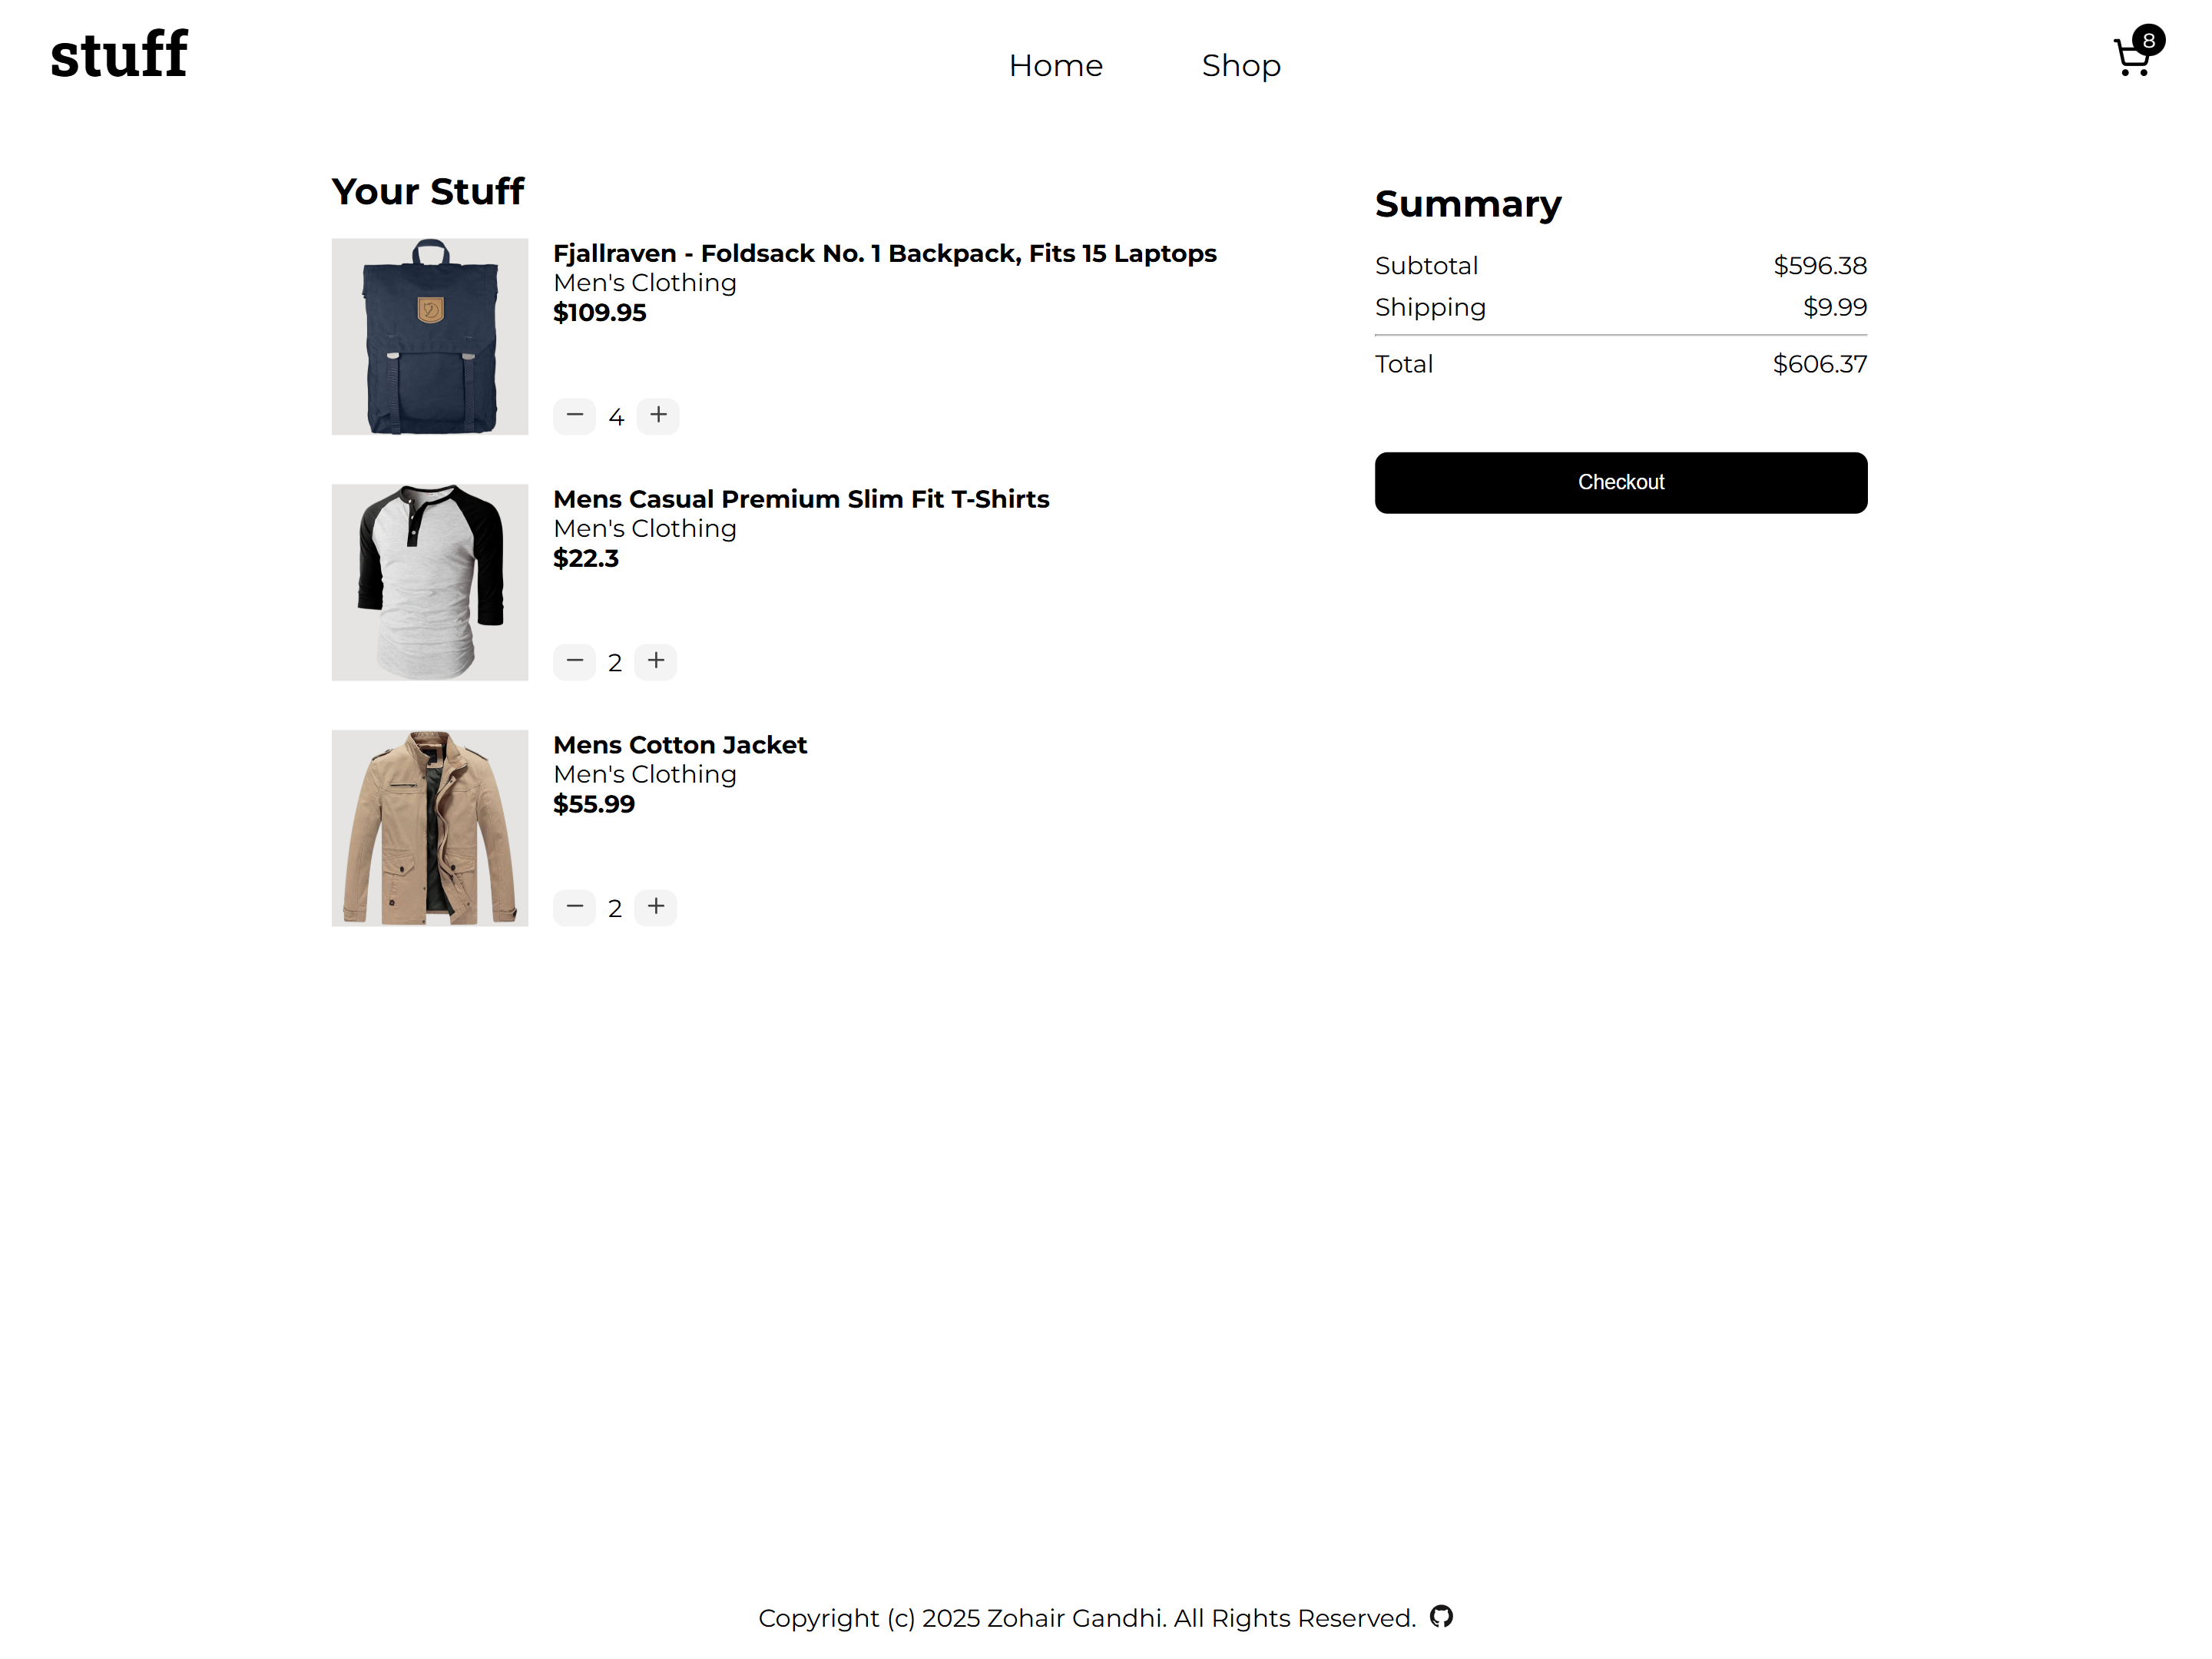 stuff
Home
Shop
8
Your Stuff
Fjallraven - Foldsack No. 1 Backpack, Fits 15 Laptops
Men's Clothing
$109.95
4
Mens Casual Premium Slim Fit T-Shirts
Men's Clothing
$22.3
2
Mens Cotton Jacket
Men's Clothing
$55.99
2
Summary
Subtotal $596.38
Shipping $9.99
Total $606.37
Checkout
Copyright (c) 2025 Zohair Gandhi. All Rights Reserved.